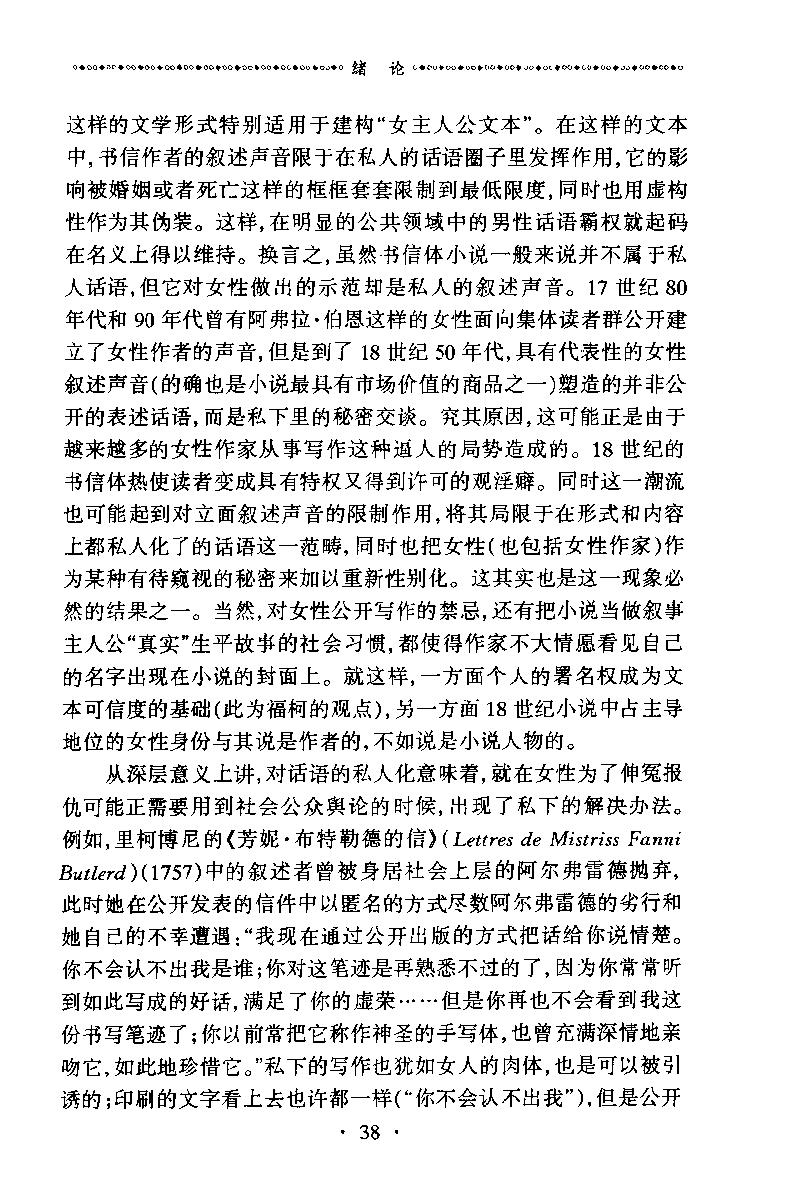 绪 论
这样的文学形式特别适用于建构“女主人公文本”。在这样的文本
中,书信作者的叙述声音限于在私人的话语圈子里发挥作用,它的影
响被婚姻或者死亡这样的框框套套限制到最低限度,同时也用虚构
性作为其伪装。这样,在明显的公共领域中的男性话语霸权就起码
在名义上得以维持。换言之,虽然书信体小说一般来说并不属于私
人话语,但它对女性做出的示范却是私人的叙述声音。17 世纪 80
年代和 90 年代曾有阿弗拉·伯恩这样的女性面向集体读者群公开建
立了女性作者的声音,但是到了 18 世纪 50 年代,具有代表性的女性
叙述声音(的确也是小说最具有市场价值的商品之一)塑造的并非公
开的表述话语,而是私下里的秘密交谈。究其原因,这可能正是由于
越来越多的女性作家从事写作这种逼人的局势造成的。18 世纪的
书信体热使读者变成具有特权又得到许可的观淫癖。同时这一潮流
也可能起到对立面叙述声音的限制作用,将其局限于在形式和内容
上都私人化了的话语这一范畴,同时也把女性(也包括女性作家)作
为某种有待窥视的秘密来加以重新性别化。这其实也是这一现象必
然的结果之一。当然,对女性公开写作的禁忌,还有把小说当做叙事
主人公“真实”生平故事的社会习惯,都使得作家不大情愿看见自己
的名字出现在小说的封面上。就这样,一方面个人的署名权成为文
本可信度的基础(此为福柯的观点),另一方面 18 世纪小说中占主导
地位的女性身份与其说是作者的,不如说是小说人物的。
从深层意义上讲,对话语的私人化意味着,就在女性为了伸冤报
仇可能正需要用到社会公众舆论的时候,出现了私下的解决办法。
例如,里柯博尼的《芳妮·布特勒德的信》(Lettres de Mistriss Fanni
Butlerd)(1757)中的叙述者曾被身居社会上层的阿尔弗雷德抛弃,
此时她在公开发表的信件中以匿名的方式尽数阿尔弗雷德的劣行和
她自己的不幸遭遇:“我现在通过公开出版的方式把话给你说清楚。
你不会认不出我是谁;你对这笔迹是再熟悉不过的了,因为你常常听
到如此写成的好话,满足了你的虚荣……但是你再也不会看到我这
份书写笔迹了;你以前常把它称作神圣的手写体,也曾充满深情地亲
吻它,如此地珍惜它。”私下的写作也犹如女人的肉体,也是可以被引
诱的;印刷的文字看上去也许都一样(“你不会认不出我”),但是公开
· 38 ·